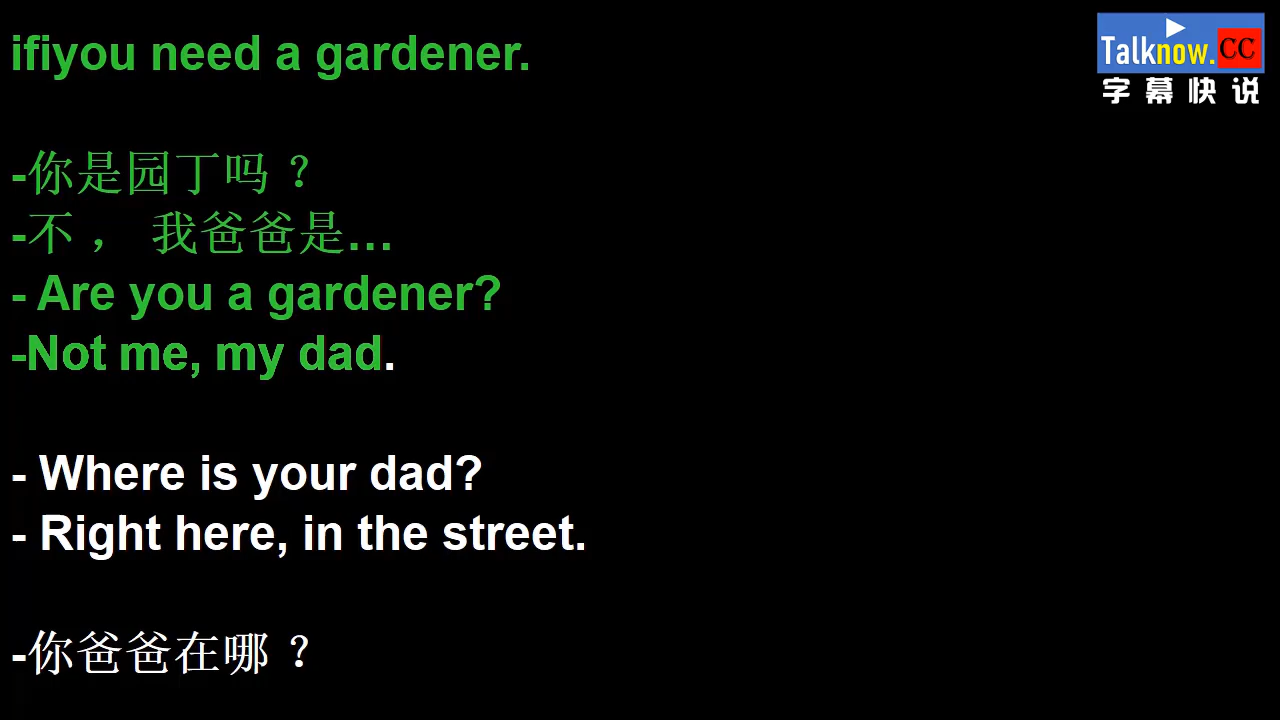 ifiyou need a gardener.
Talknow.CC
字幕快说
-你是园丁吗 ?
-不 ， 我爸爸是...
- Are you a gardener?
-Not me, my dad.
- Where is your dad?
- Right here, in the street.
-你爸爸在哪 ?